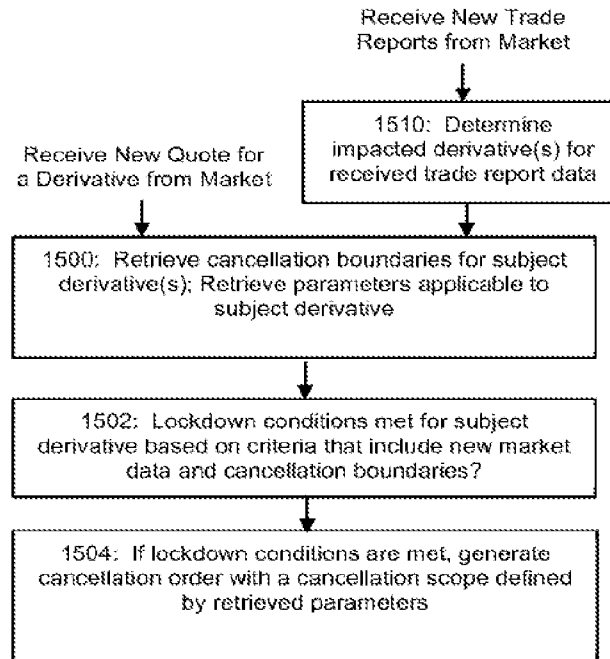 Receive New Trade
Reports from Market
1510: Determine
impacted derivative(s) for
received trade report data
Receive New Quote for
a Derivative from Market
1500: Retrieve cancellation boundaries for subject
derivative(s); Retrieve parameters applicable to
subject derivative
1502: Lockdown conditions met for subject
derivative based on criteria that include new market
data and cancellation boundaries?
1504: If lockdown conditions are met, generate
cancellation order with a cancellation scope defined
by retrieved parameters